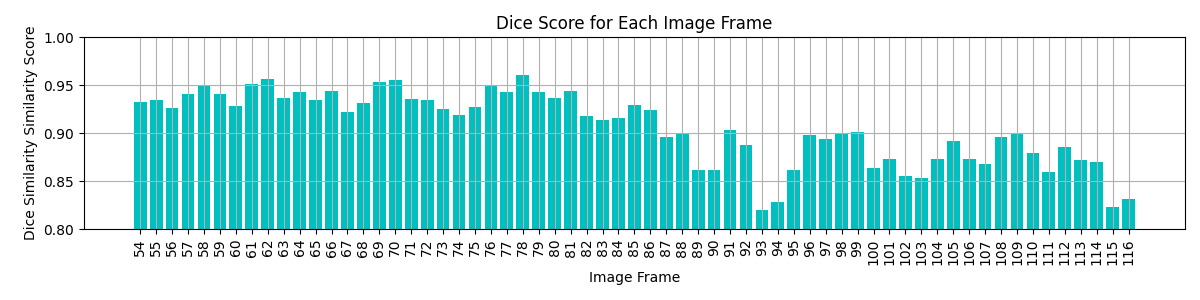 Dice Score for Each Image Frame
Dice Similarity Similarity Score
1.00
0.95
0.90
0.85
0.80
54 55 56 57 58 59 60 61 62 63 64 65 66 67 68 69 70 71 72 73 74 75 76 77 78 79 80 81 82 83 84 85 86 87 88 89 90 91 92 93 94 95 96 97 98 99 100 101 102 103 104 105 106 107 108 109 110 111 112 113 114 115 116
Image Frame